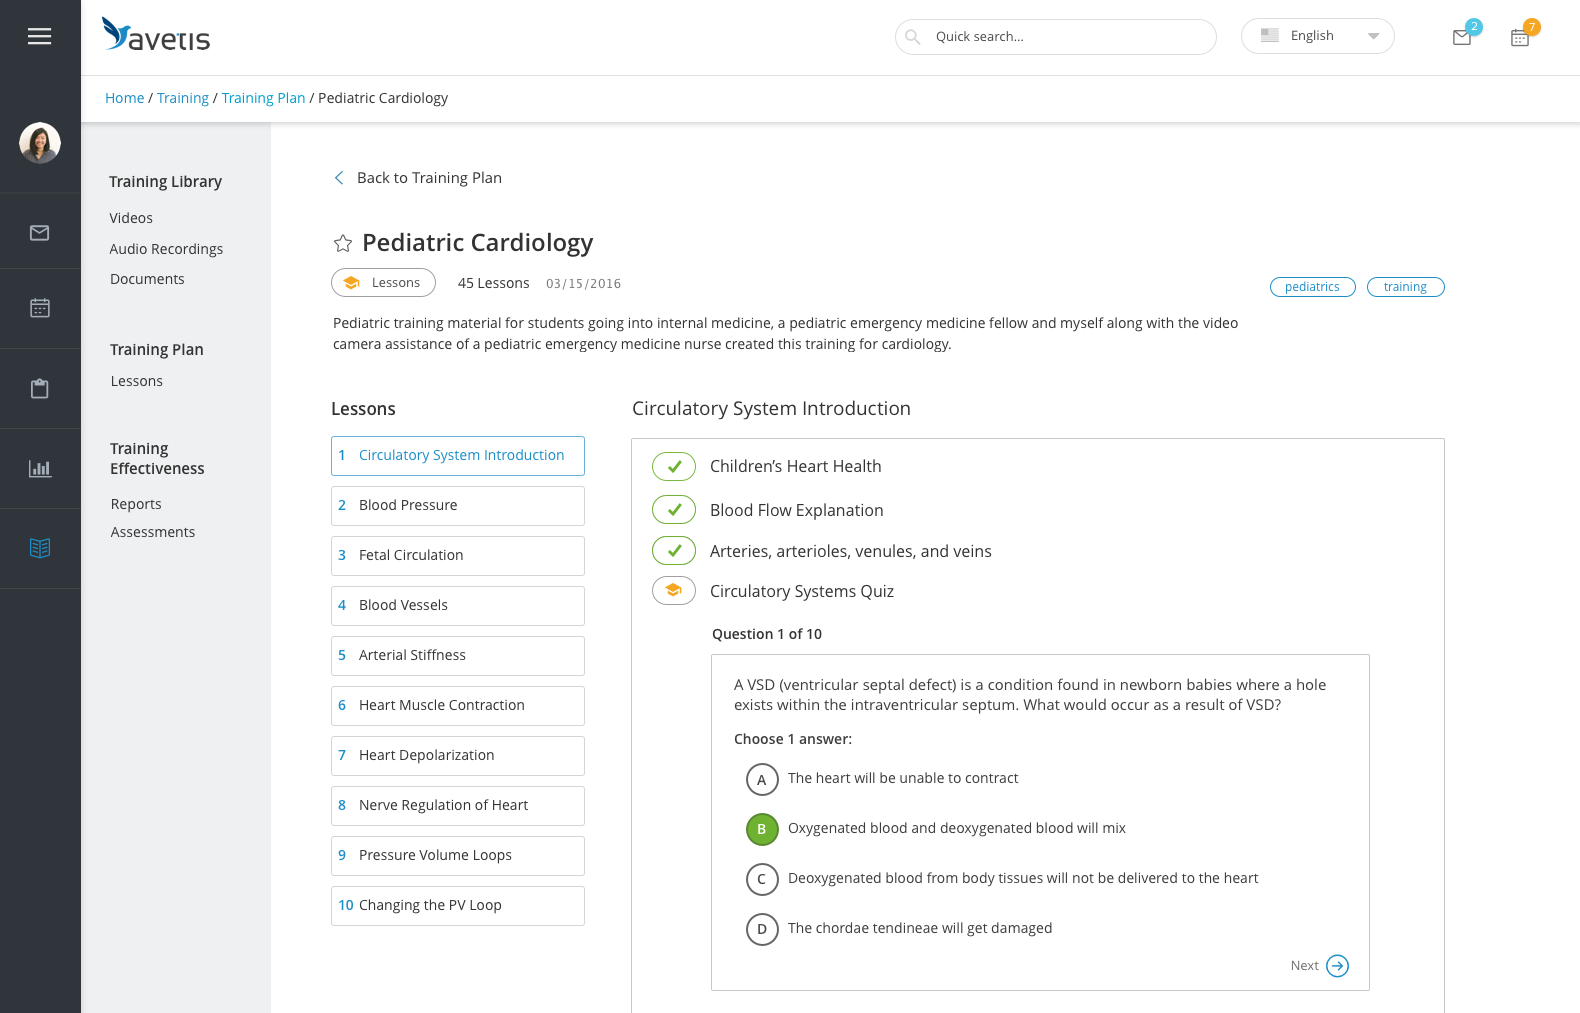 avetis
Quick search...
English
2
7
Home / Training / Training Plan / Pediatric Cardiology
Training Library
Videos
Audio Recordings
Documents
Training Plan
Lessons
Training
Effectiveness
Reports
Assessments
Back to Training Plan
Pediatric Cardiology
Lessons 45 Lessons 03/15/2016
pediatrics training
Pediatric training material for students going into internal medicine, a pediatric emergency medicine fellow and myself along with the video
camera assistance of a pediatric emergency medicine nurse created this training for cardiology.
Lessons
1 Circulatory System Introduction
2 Blood Pressure
3 Fetal Circulation
4 Blood Vessels
5 Arterial Stiffness
6 Heart Muscle Contraction
7 Heart Depolarization
8 Nerve Regulation of Heart
9 Pressure Volume Loops
10 Changing the PV Loop
Circulatory System Introduction
Children’s Heart Health
Blood Flow Explanation
Arteries, arterioles, venules, and veins
Circulatory Systems Quiz
Question 1 of 10
A VSD (ventricular septal defect) is a condition found in newborn babies where a hole
exists within the intraventricular septum. What would occur as a result of VSD?
Choose 1 answer:
A The heart will be unable to contract
B Oxygenated blood and deoxygenated blood will mix
C Deoxygenated blood from body tissues will not be delivered to the heart
D The chordae tendineae will get damaged
Next